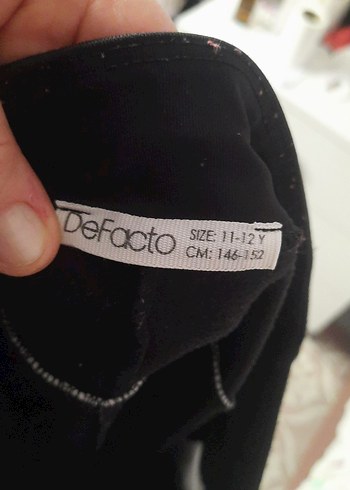 DeFacto
SIZE: 11-12 Y
CM: 146-152